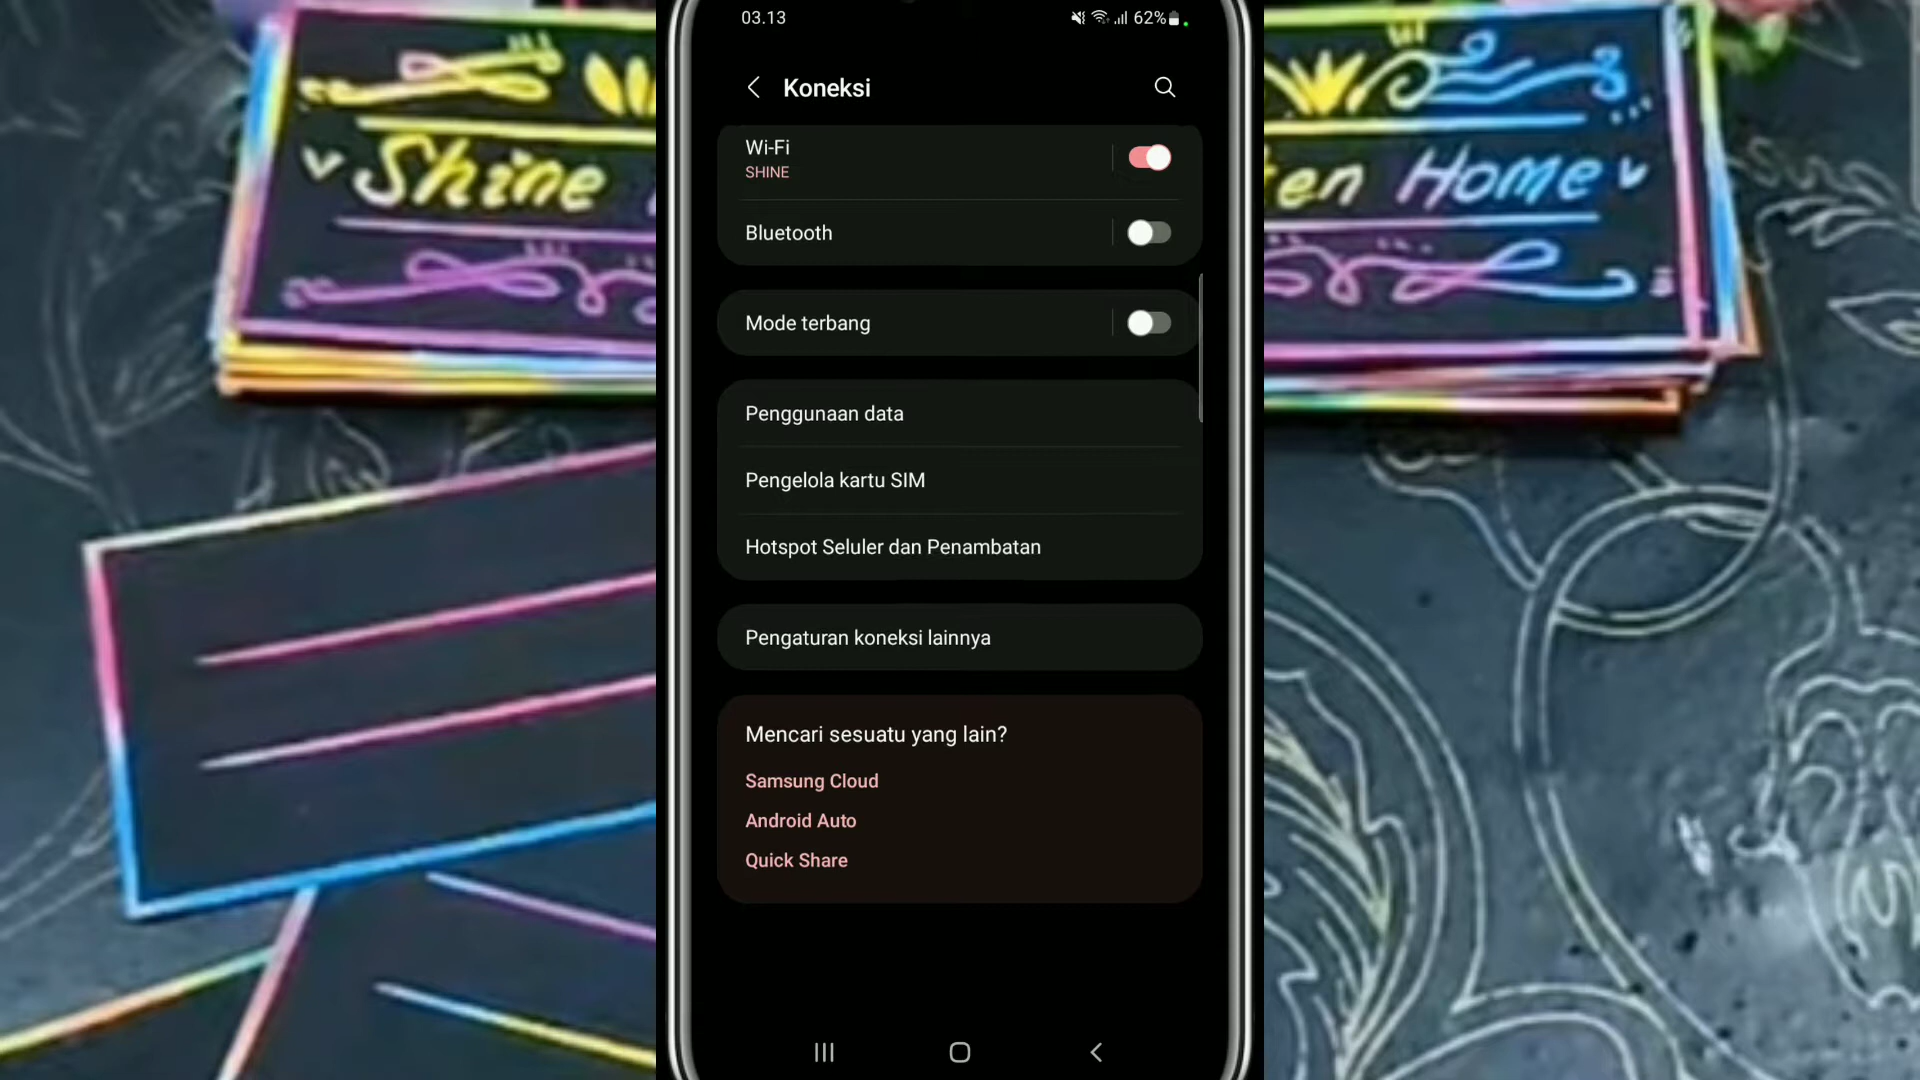 03.13
62%
Koneksi
Wi-Fi
SHINE
Bluetooth
Mode terbang
Penggunaan data
Pengelola kartu SIM
Hotspot Seluler dan Penambatan
Pengaturan koneksi lainnya
Mencari sesuatu yang lain?
Samsung Cloud
Android Auto
Quick Share
Shine
Home